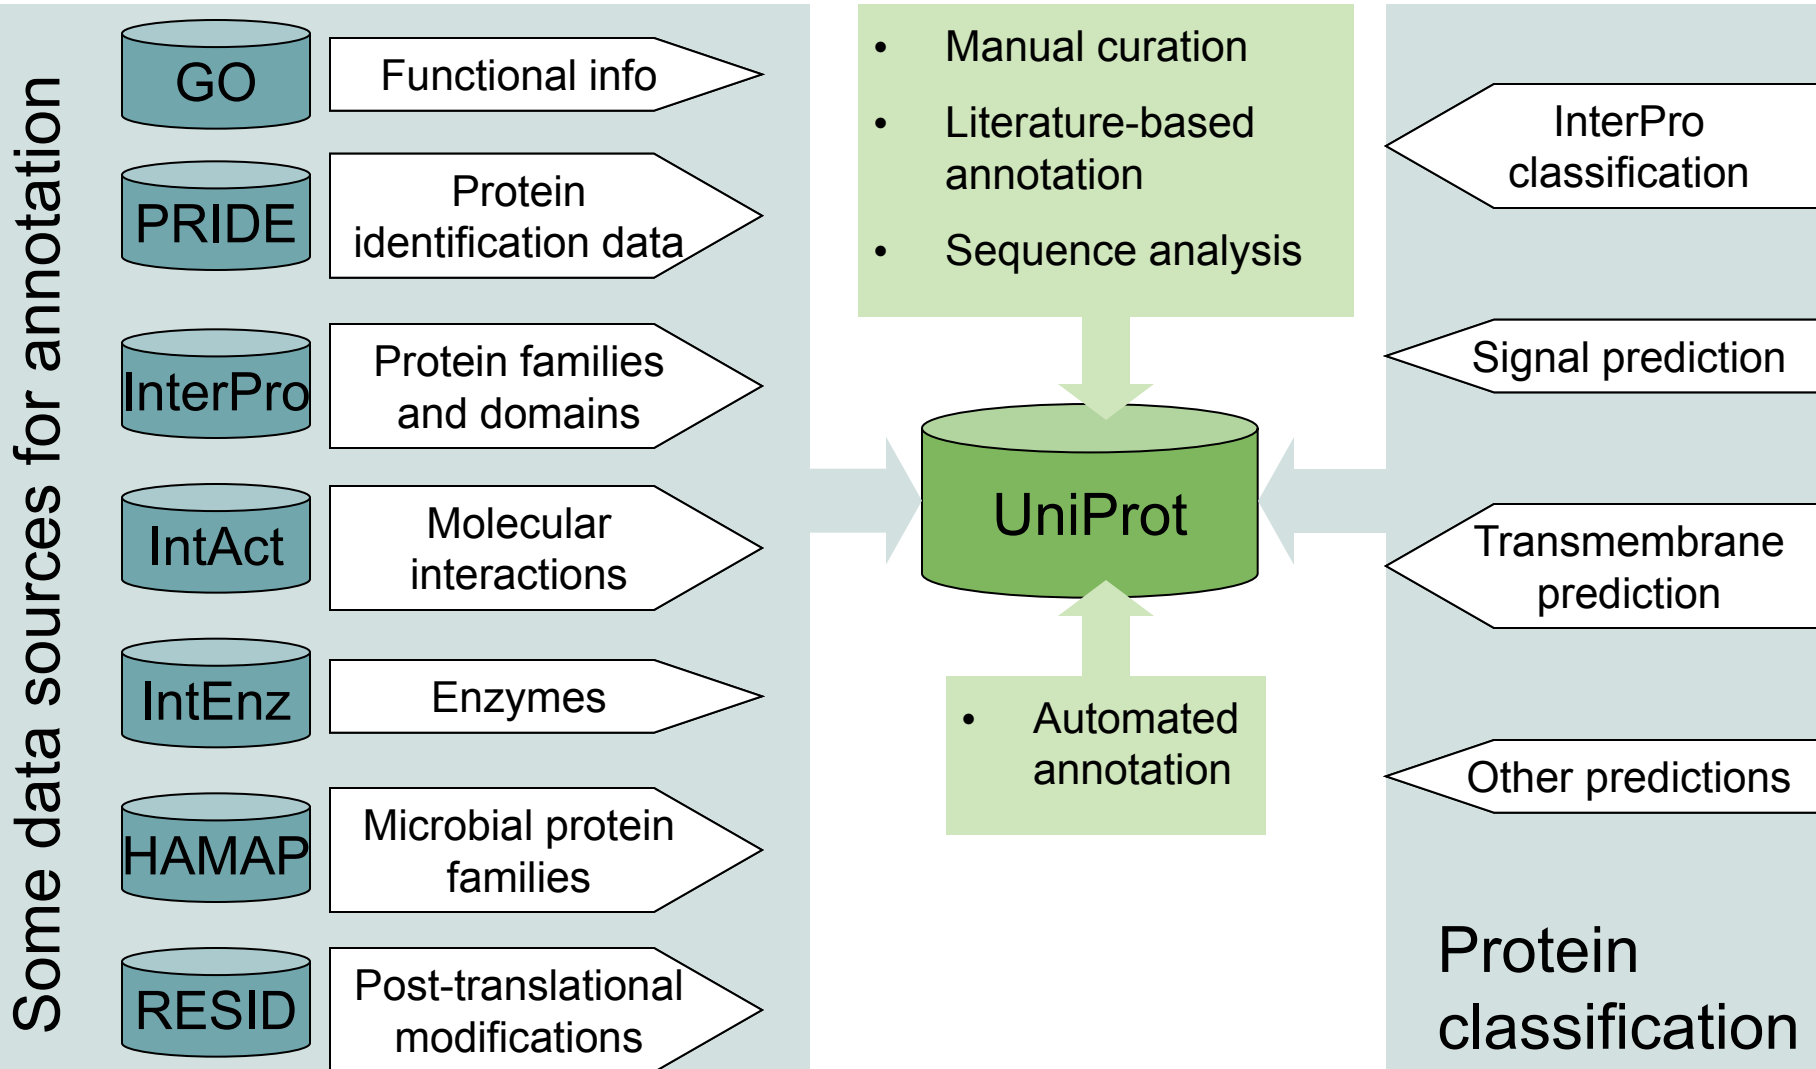 Some data sources for annotation
GO
Functional info
PRIDE
Protein
identification data
InterPro
Protein families
and domains
IntAct
Molecular
interactions
IntEnz
Enzymes
HAMAP
Microbial protein
families
RESID
Post-translational
modifications
• Manual curation
• Literature-based
annotation
• Sequence analysis
UniProt
• Automated
annotation
InterPro
classification
Signal prediction
Transmembrane
prediction
Other predictions
Protein
classification